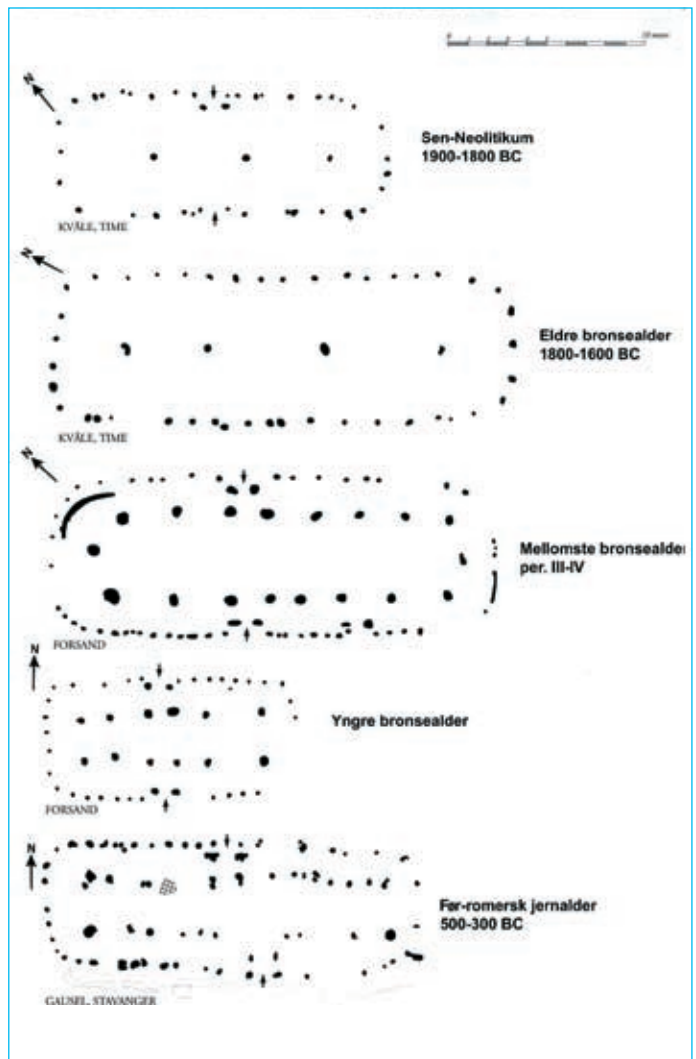 0
N
Sen-Neolitikum
1900-1800 BC
KVÅLE, TIME
N
Eldre bronsealder
1800-1600 BC
KVÅLE, TIME
N
Mellomste bronsealder
per. III-IV
FORSAND
N
Yngre bronsealder
FORSAND
N
Før-romersk jernalder
500-300 BC
GAUSEL, STAVANGER